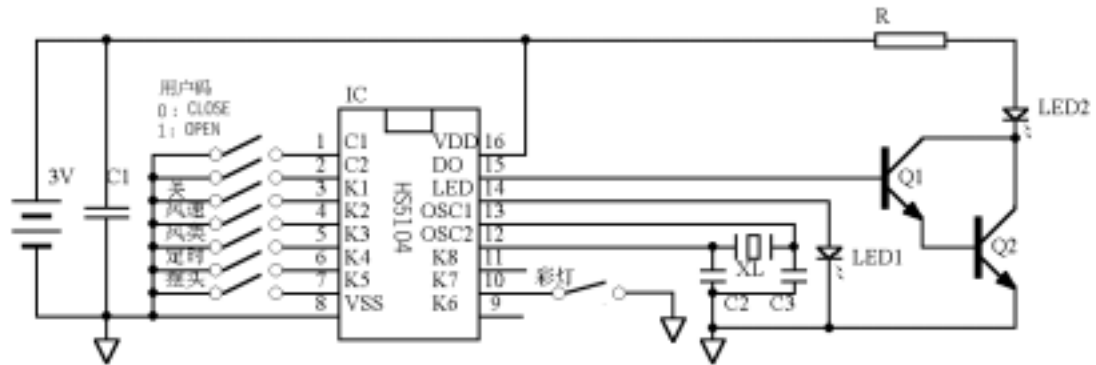 R
用户码
0: CLOSE
1: OPEN
IC
LED2
1 C1 VDD 16
2 C2 DO 15
3V C1 关 3 K1 LED 14 Q1
风速 4 K2 OSC1 13
风类 5 K3 OSC2 12 Q2
定时 6 K4 K8 11 XL LED1
摆头 7 K5 K7 10 彩灯
8 VSS K6 9 C2 C3
HS5104